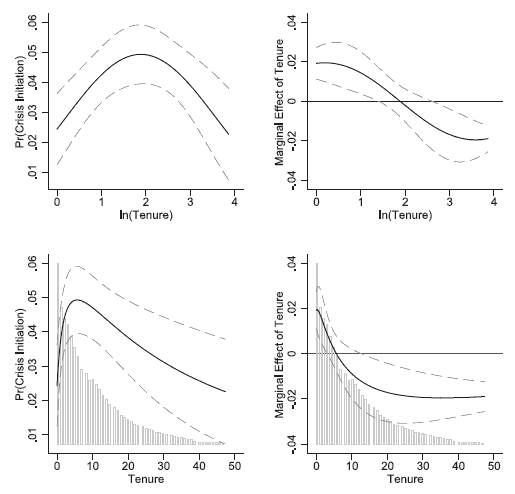 Pr(Crisis Initiation)
.06
.05
.04
.03
.02
.01
0 1 2 3 4
ln(Tenure)
Marginal Effect of Tenure
.04
.02
0
-.02
-.04
0 1 2 3 4
ln(Tenure)
Pr(Crisis Initiation)
.06
.05
.04
.03
.02
.01
0 10 20 30 40 50
Tenure
Marginal Effect of Tenure
.04
.02
0
-.02
-.04
0 10 20 30 40 50
Tenure